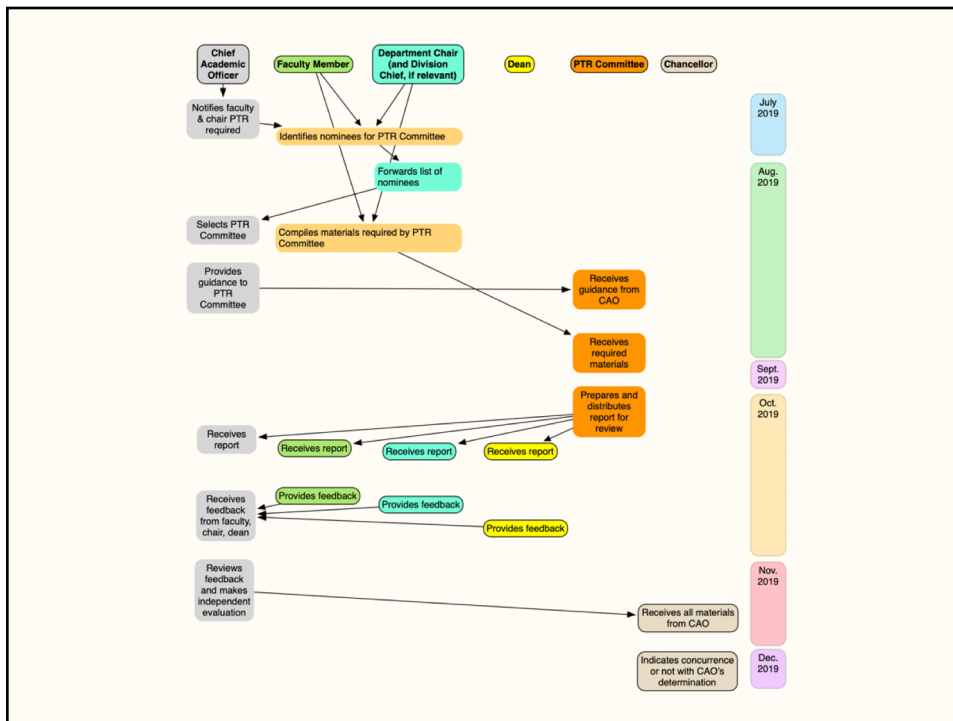 Chief
Academic
Officer
Faculty Member
Department Chair
(and Division
Chief, if relevant)
Dean
PTR Committee
Chancellor
Notifies faculty
& chair PTR
required
July
2019
Identifies nominees for PTR Committee
Forwards list of
nominees
Aug.
2019
Selects PTR
Committee
Compiles materials required by PTR
Committee
Provides
guidance to
PTR
Committee
Receives
guidance from
CAO
Receives
required
materials
Sept.
2019
Prepares and
distributes
report for
review
Oct.
2019
Receives
report
Receives report
Receives report
Receives report
Receives
feedback
from faculty,
chair, dean
Provides feedback
Provides feedback
Provides feedback
Reviews
feedback
and makes
independent
evaluation
Nov.
2019
Receives all materials
from CAO
Indicates concurrence
or not with CAO's
determination
Dec.
2019